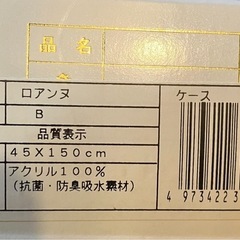 品名
ロアンヌ ケース
B
品質表示
45X150cm
アクリル100%
(抗菌・防臭吸水素材)
4 973422 3